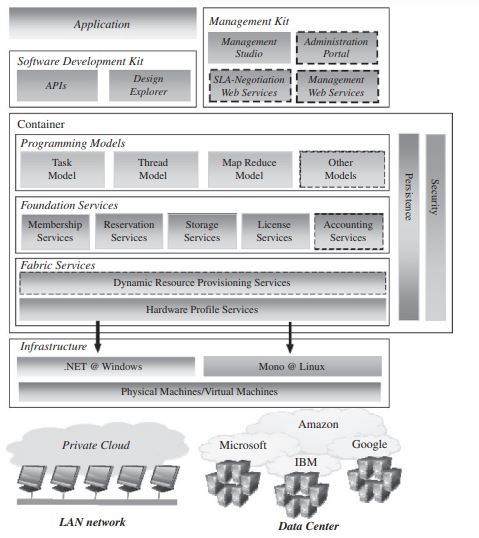 Application
Management Kit
Management
Studio
Administration
Portal
SLA-Negotiation
Web Services
Management
Web Services
Software Development Kit
APIs
Design
Explorer
Container
Programming Models
Task
Model
Thread
Model
Map Reduce
Model
Other
Models
Foundation Services
Membership
Services
Reservation
Services
Storage
Services
License
Services
Accounting
Services
Fabric Services
Dynamic Resource Provisioning Services
Hardware Profile Services
Persistence
Security
Infrastructure
.NET @ Windows
Mono @ Linux
Physical Machines/Virtual Machines
Private Cloud
LAN network
Amazon
Microsoft
Google
IBM
Data Center